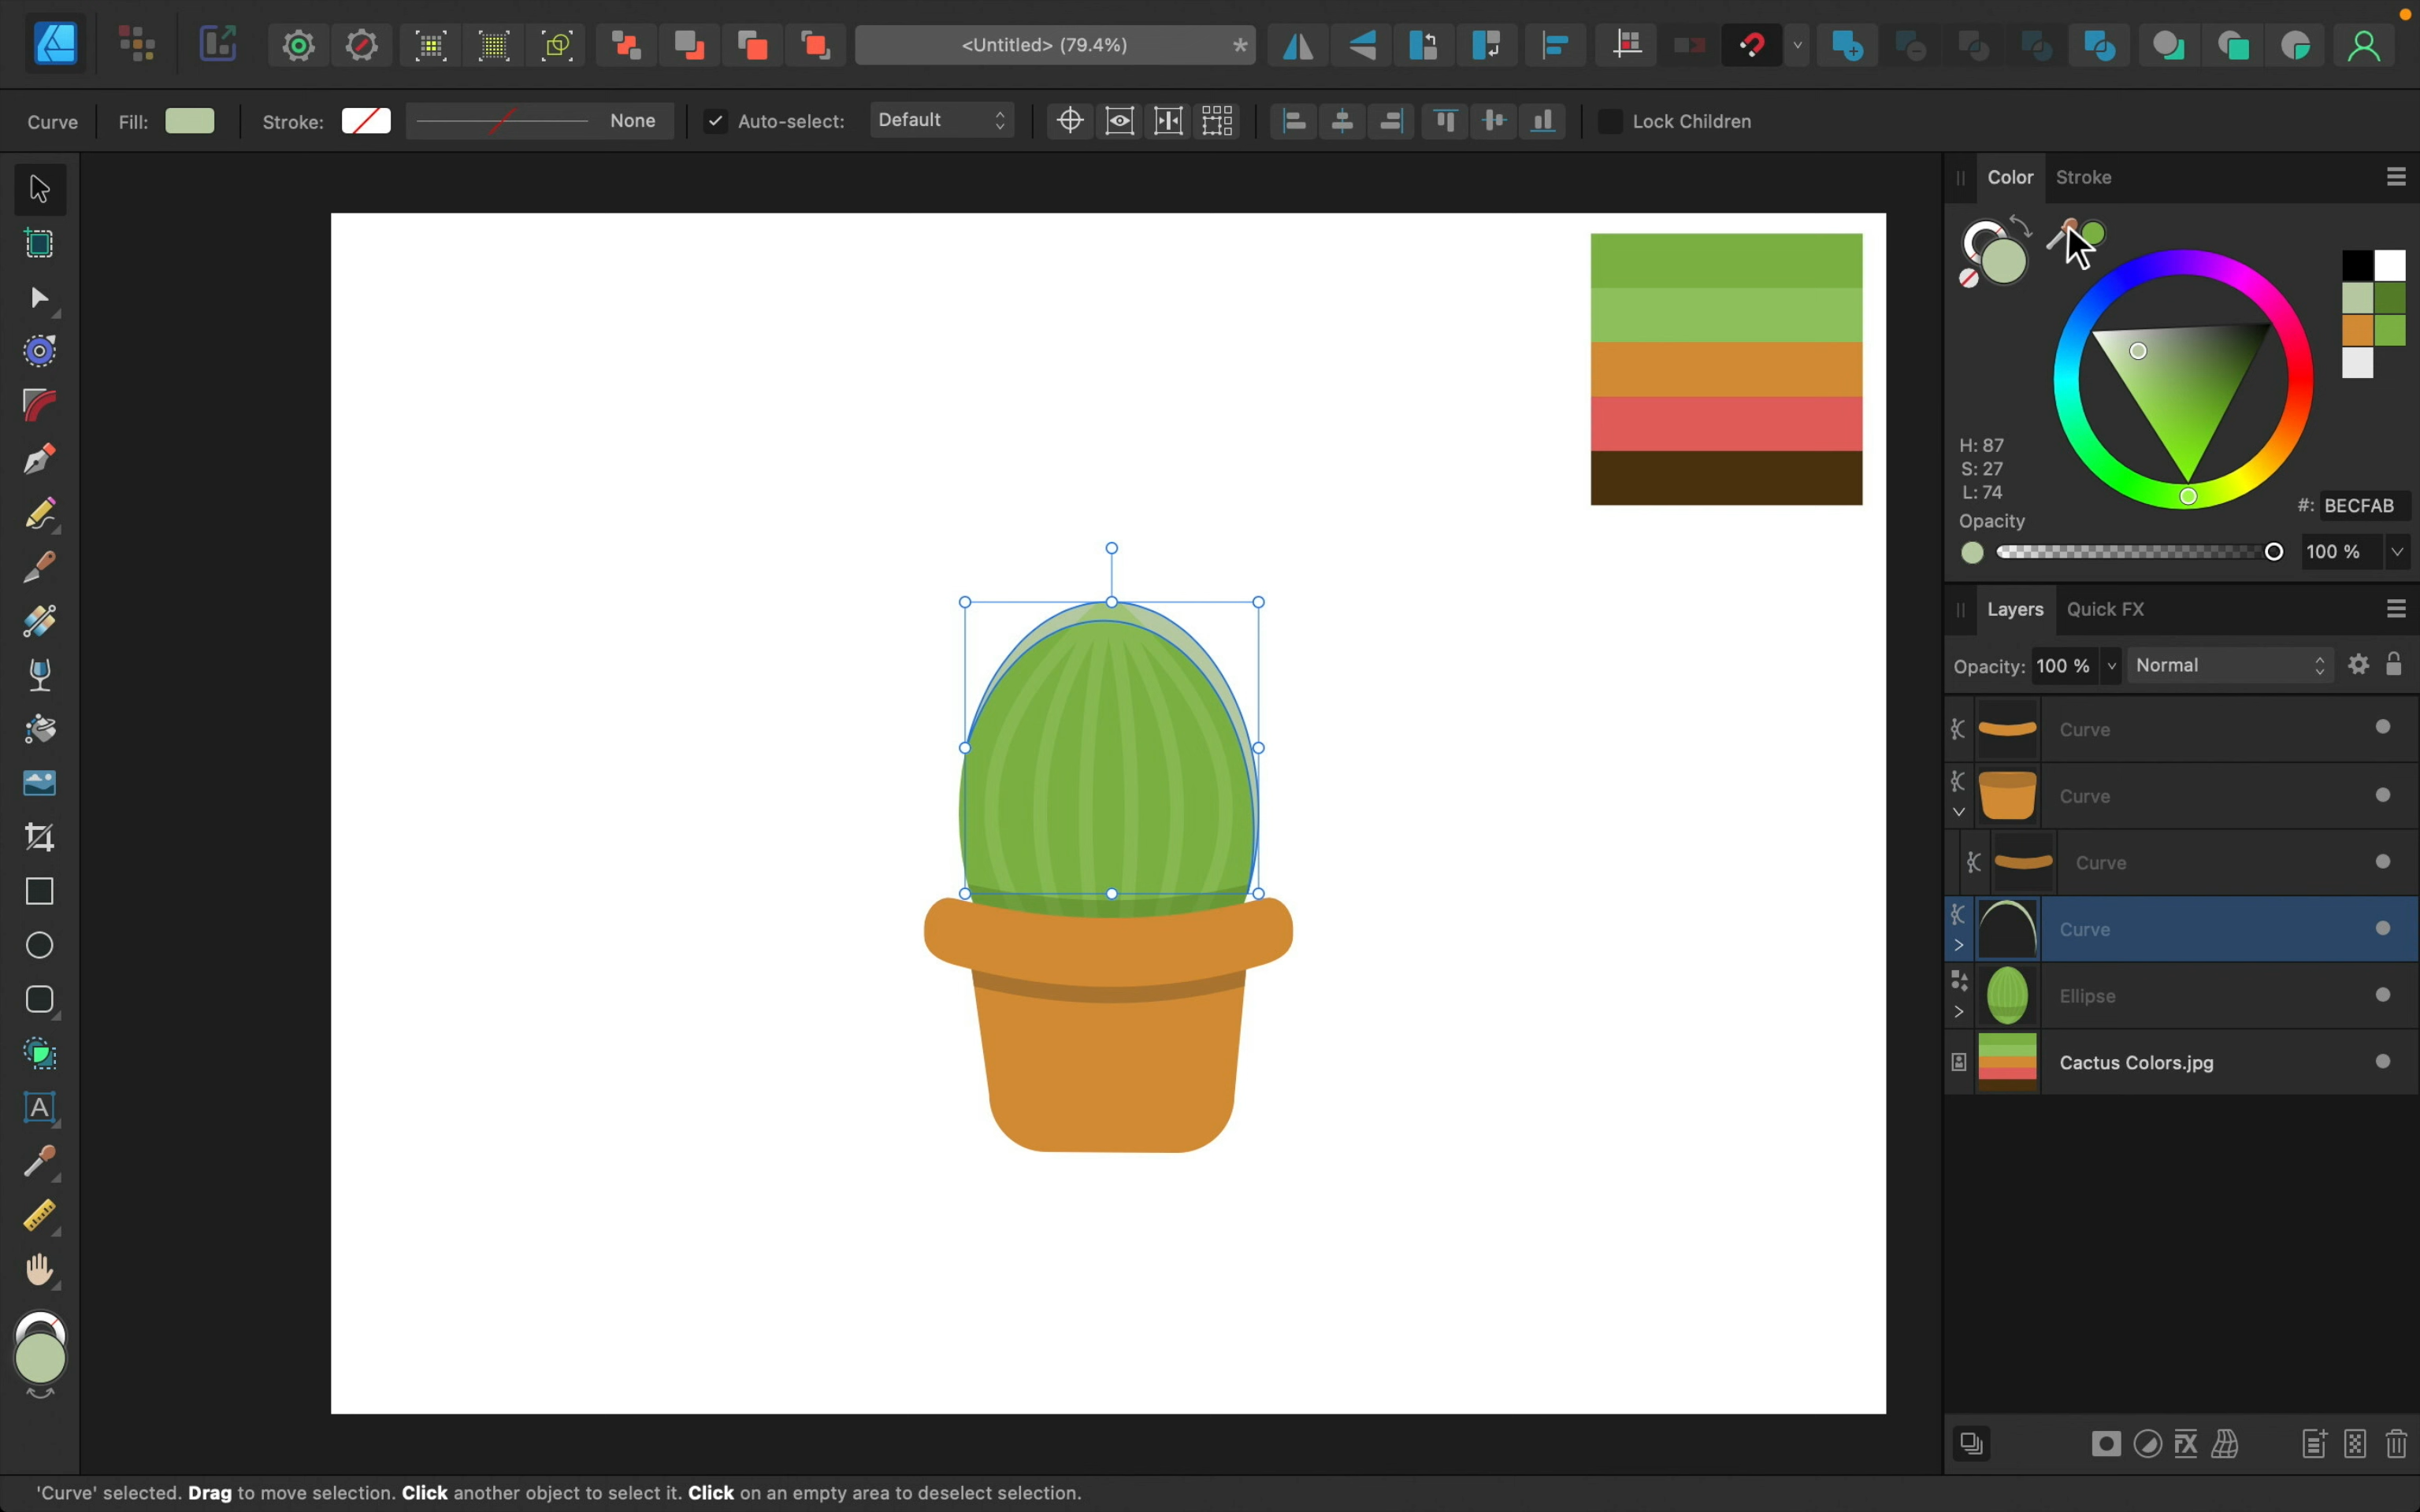 <Untitled> (79.4%)
*
Curve
Fill:
Stroke:
None
Auto-select:
Default
Lock Children
Color
Stroke
H: 87
S: 27
L: 74
#: BECFAB
Opacity
100 %
Layers
Quick FX
Opacity: 100 %
Normal
Curve
Curve
Curve
Curve
Ellipse
Cactus Colors.jpg
A
FX
'Curve' selected. Drag to move selection. Click another object to select it. Click on an empty area to deselect selection.